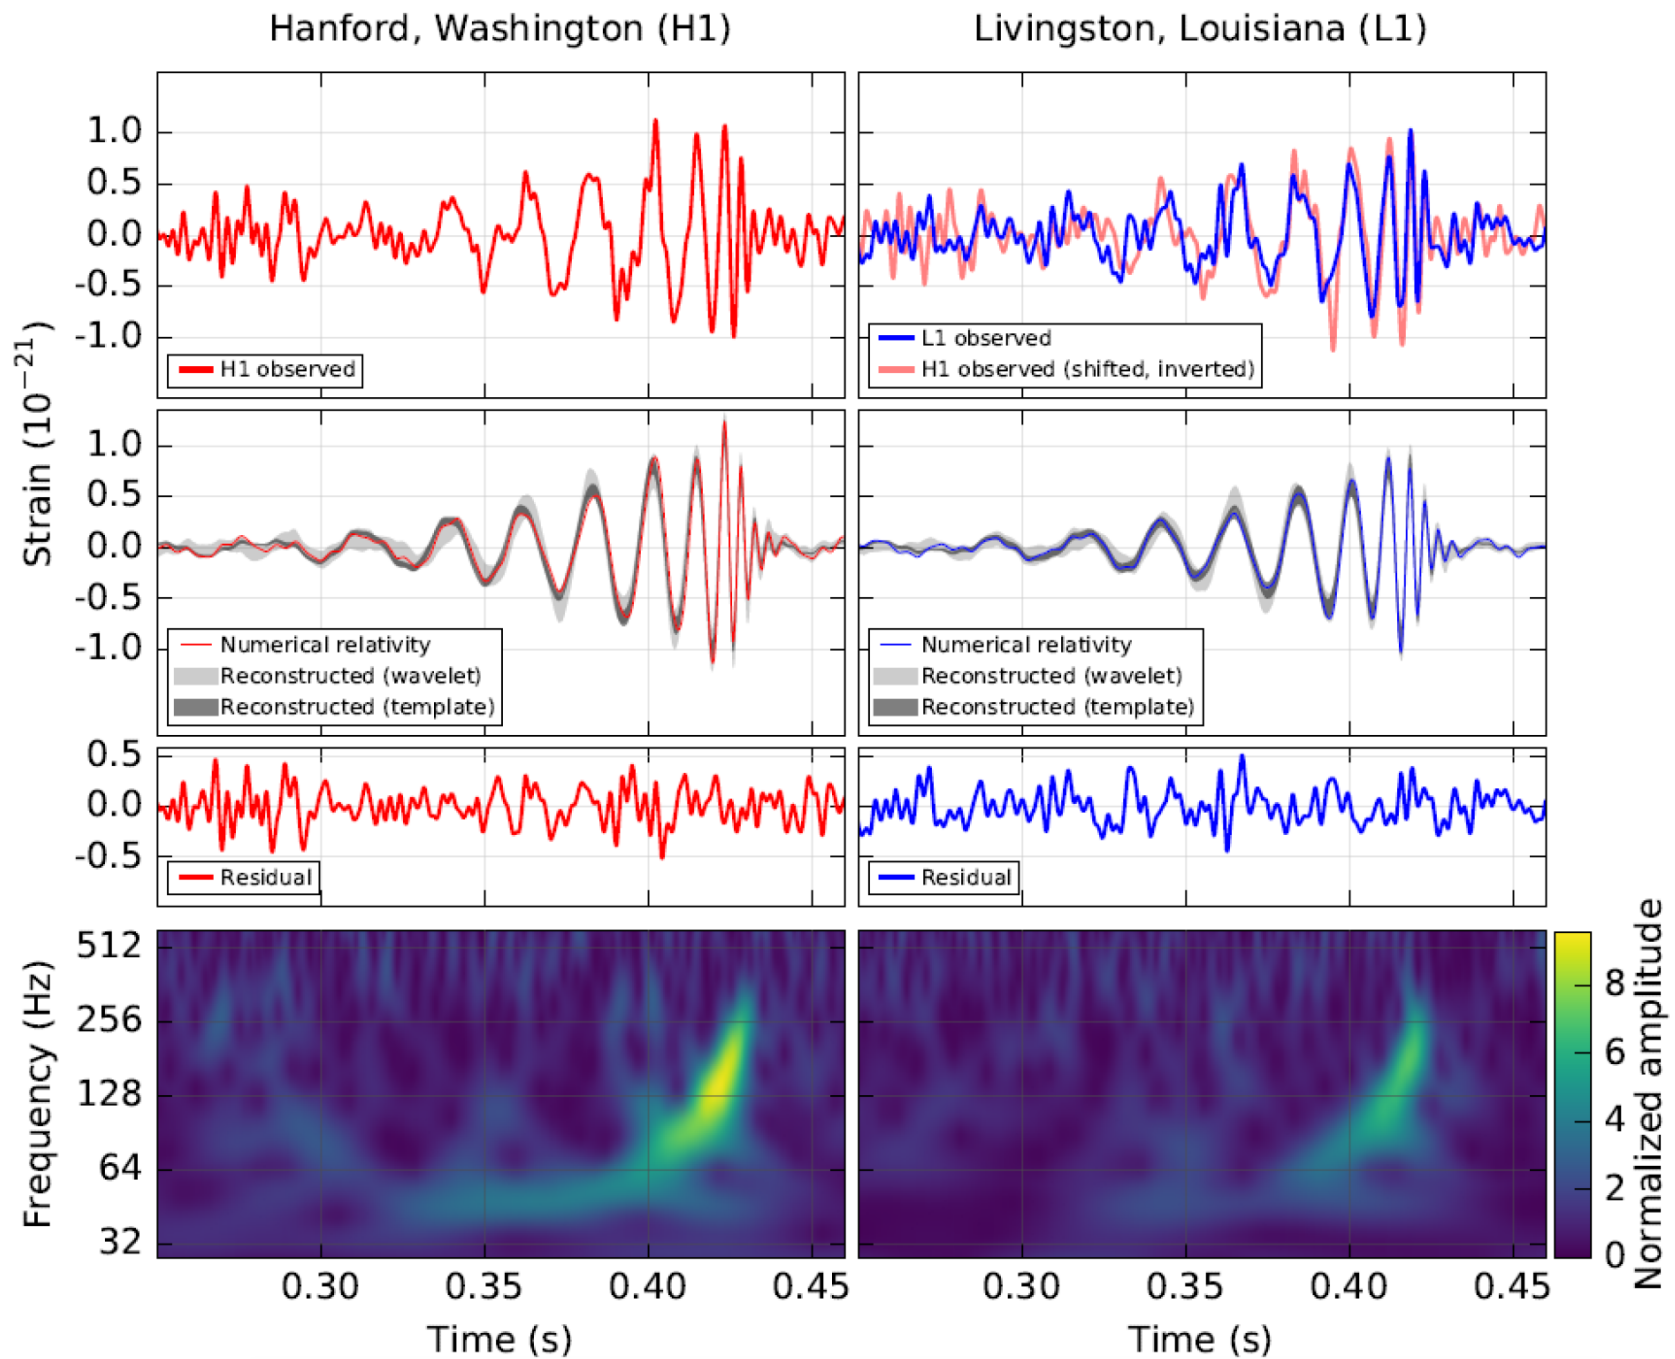 Hanford, Washington (H1)
Livingston, Louisiana (L1)
Strain (10⁻²¹)
1.0
0.5
0.0
-0.5
-1.0
H1 observed
L1 observed
H1 observed (shifted, inverted)
1.0
0.5
0.0
-0.5
-1.0
Numerical relativity
Reconstructed (wavelet)
Reconstructed (template)
Numerical relativity
Reconstructed (wavelet)
Reconstructed (template)
0.5
0.0
-0.5
Residual
Residual
Frequency (Hz)
512
256
128
64
32
Normalized amplitude
8
6
4
2
0
0.30
0.35
0.40
0.45
0.30
0.35
0.40
0.45
Time (s)
Time (s)